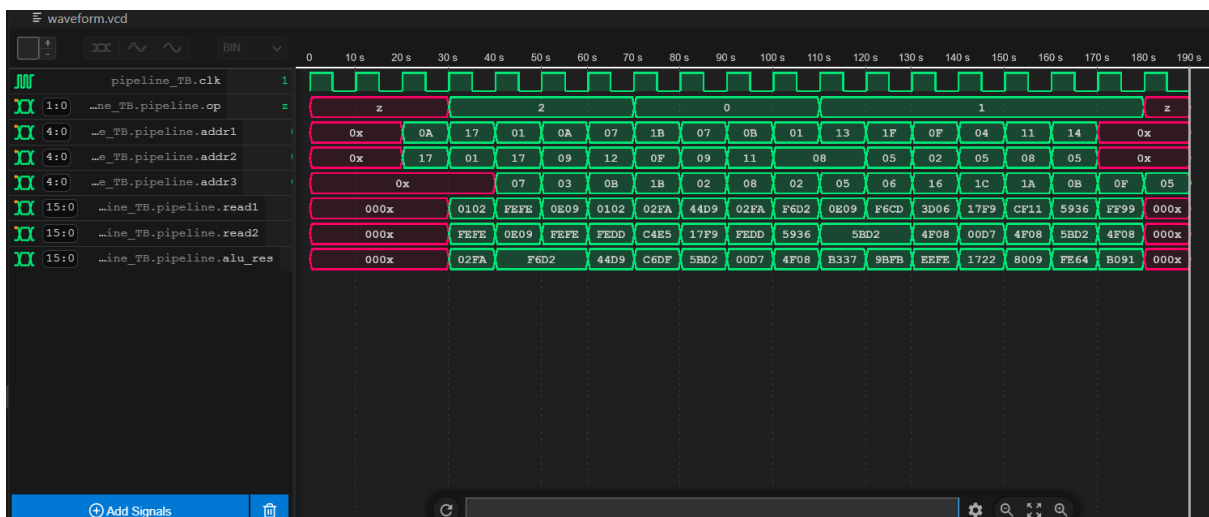 waveform.vcd
+
-
BIN
0 10 s 20 s 30 s 40 s 50 s 60 s 70 s 80 s 90 s 100 s 110 s 120 s 130 s 140 s 150 s 160 s 170 s 180 s 190 s
pipeline_TB.clk 1
1:0 …ne_TB.pipeline.op z z 2 0 1 z
4:0 …e_TB.pipeline.addr1 0x 0A 17 01 0A 07 1B 07 0B 01 13 1F 0F 04 11 14 0x
4:0 …e_TB.pipeline.addr2 0x 17 01 17 09 12 0F 09 11 08 05 02 05 08 05 0x
4:0 …e_TB.pipeline.addr3 0x 07 03 0B 1B 02 08 02 05 06 16 1C 1A 0B 0F 05
15:0 …ine_TB.pipeline.read1 000x 0102 FEFE 0E09 0102 02FA 44D9 02FA F6D2 0E09 F6CD 3D06 17F9 CF11 5936 FF99 000x
15:0 …ine_TB.pipeline.read2 000x FEFE 0E09 FEFE FEDD C4E5 17F9 FEDD 5936 5BD2 4F08 00D7 4F08 5BD2 4F08 000x
15:0 …ine_TB.pipeline.alu_res 000x 02FA F6D2 44D9 C6DF 5BD2 00D7 4F08 B337 9BFB EEFE 1722 8009 FE64 B091 000x
Add Signals